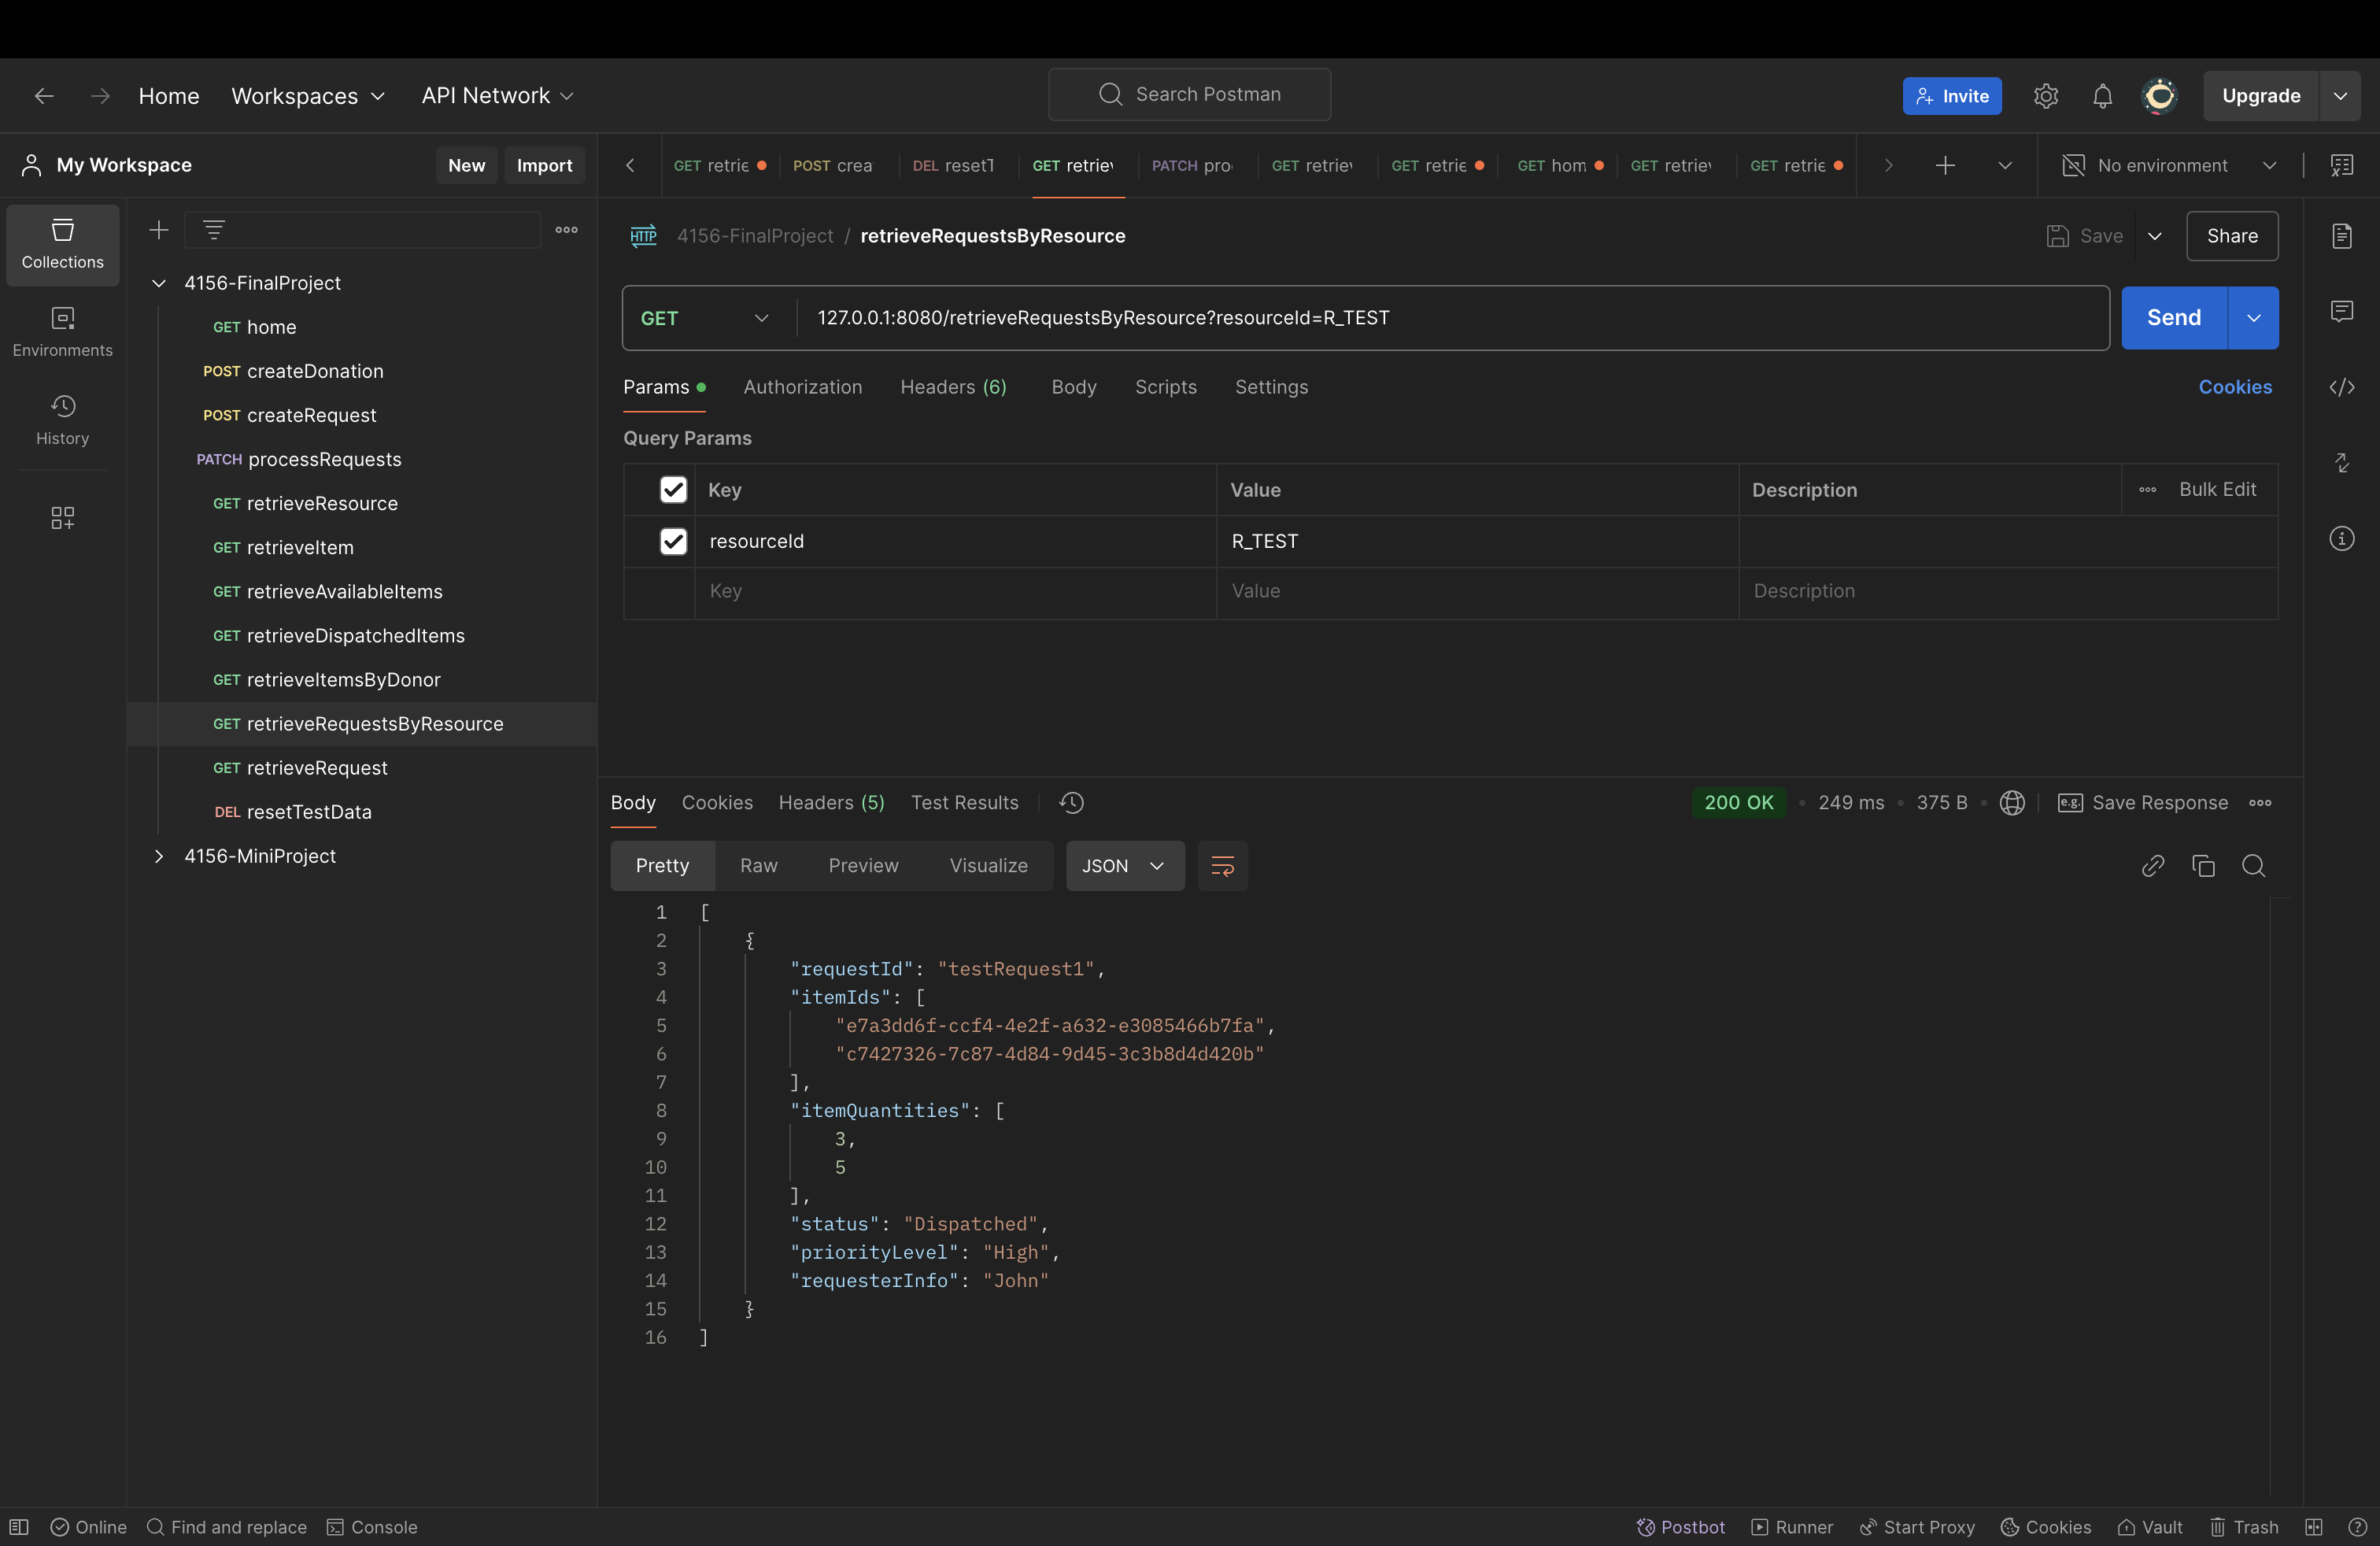 Home Workspaces API Network Search Postman Invite Upgrade
My Workspace New Import
GET retrie POST crea DEL reset GET retrie PATCH pro GET retrie GET retrie GET hom GET retrie GET retrie No environment
Collections
Environments
History
4156-FinalProject
GET home
POST createDonation
POST createRequest
PATCH processRequests
GET retrieveResource
GET retrieveItem
GET retrieveAvailableItems
GET retrieveDispatchedItems
GET retrieveItemsByDonor
GET retrieveRequestsByResource
GET retrieveRequest
DEL resetTestData
4156-MiniProject
HTTP 4156-FinalProject / retrieveRequestsByResource Save Share
GET 127.0.0.1:8080/retrieveRequestsByResource?resourceId=R_TEST Send
Params Authorization Headers (6) Body Scripts Settings Cookies
Query Params
Key Value Description Bulk Edit
resourceId R_TEST
Key Value Description
Body Cookies Headers (5) Test Results 200 OK 249 ms 375 B e.g. Save Response
Pretty Raw Preview Visualize JSON
1 [
2 {
3 "requestId": "testRequest1",
4 "itemIds": [
5 "e7a3dd6f-ccf4-4e2f-a632-e3085466b7fa",
6 "c7427326-7c87-4d84-9d45-3c3b8d4d420b"
7 ],
8 "itemQuantities": [
9 3,
10 5
11 ],
12 "status": "Dispatched",
13 "priorityLevel": "High",
14 "requesterInfo": "John"
15 }
16 ]
Online Find and replace Console Postbot Runner Start Proxy Cookies Vault Trash